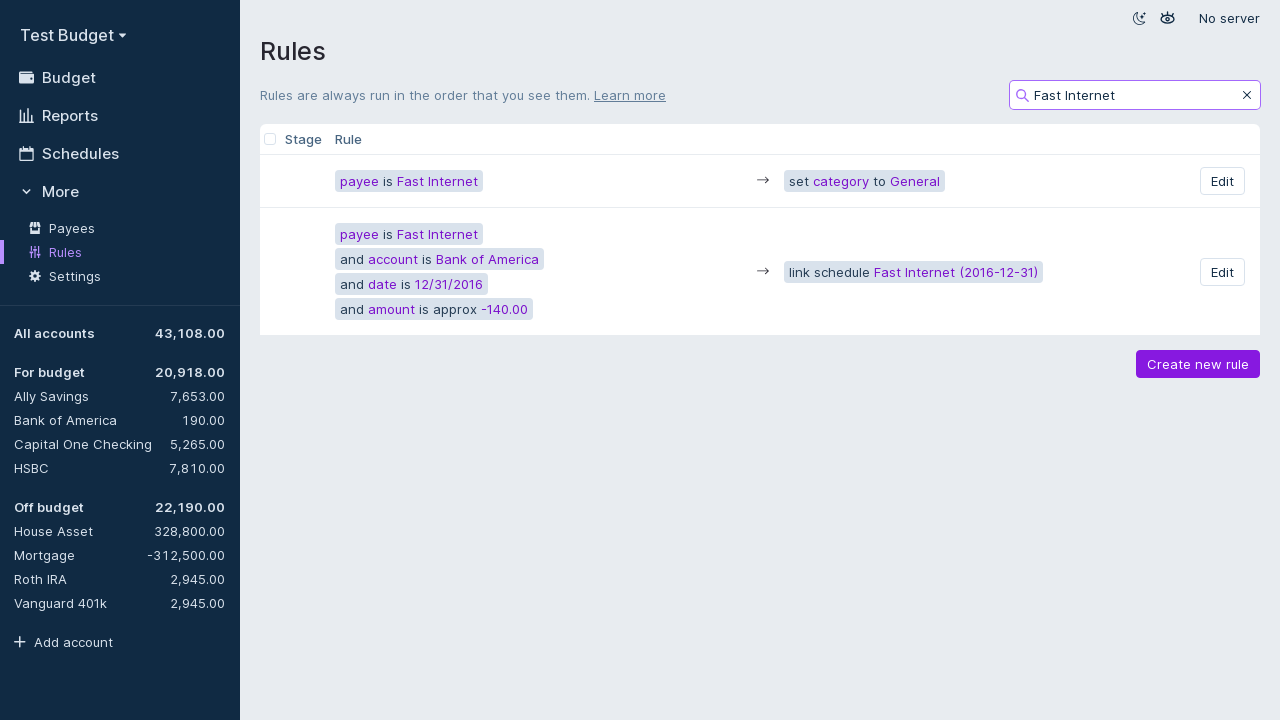 Test Budget
Budget
Reports
Schedules
More
Payees
Rules
Settings
All accounts 43,108.00
For budget 20,918.00
Ally Savings 7,653.00
Bank of America 190.00
Capital One Checking 5,265.00
HSBC 7,810.00
Off budget 22,190.00
House Asset 328,800.00
Mortgage -312,500.00
Roth IRA 2,945.00
Vanguard 401k 2,945.00
Add account
No server
Rules
Rules are always run in the order that you see them. Learn more
Fast Internet
Stage Rule
payee is Fast Internet → set category to General Edit
payee is Fast Internet
and account is Bank of America
and date is 12/31/2016
and amount is approx -140.00
→ link schedule Fast Internet (2016-12-31) Edit
Create new rule